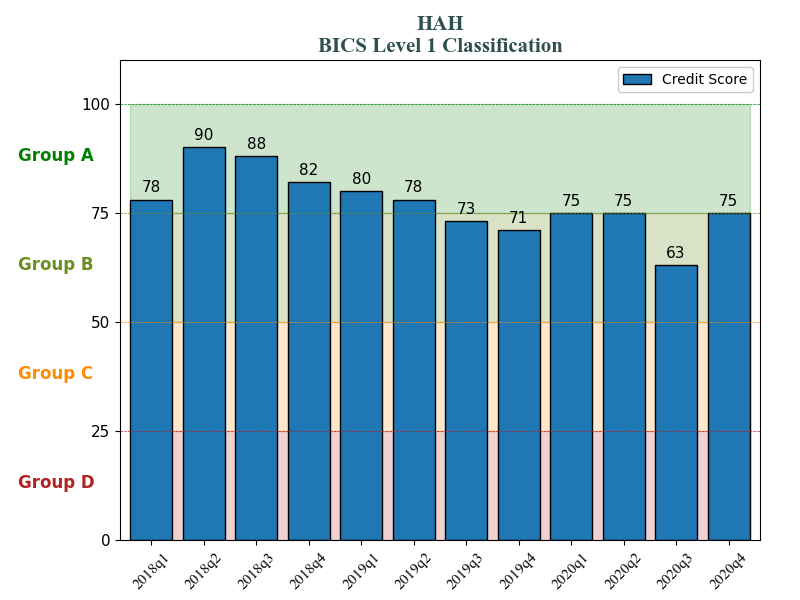 HAH
BICS Level 1 Classification
Credit Score
100
Group A
90
88
82
80
78
78
75
73
71
75
75
75
63
Group B
50
Group C
25
Group D
0
2018q1
2018q2
2018q3
2018q4
2019q1
2019q2
2019q3
2019q4
2020q1
2020q2
2020q3
2020q4